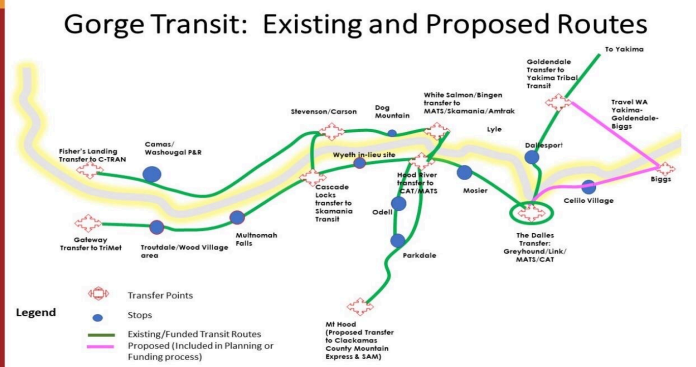 Gorge Transit:  Existing and Proposed Routes
To Yakima
Goldendale
Transfer to
Yakima Tribal
Transit
Travel WA
Yakima-
Goldendale-
Biggs
White Salmon/Bingen
transfer to
MATS/Skamania/Amtrak
Dog
Mountain
Stevenson/Carson
Lyle
Dallesport
Camas/
Washougal P&R
Fisher's Landing
Transfer to C-TRAN
Wyeth in-lieu site
Hood River
transfer to
CAT/MATS
Mosier
Biggs
Celilo Village
Cascade
Locks
transfer to
Skamania
Transit
Odell
Multnomah
Falls
Gateway
Transfer to TriMet
Troutdale/Wood Village
area
The Dalles
Transfer:
Greyhound/Link/
MATS/CAT
Parkdale
Legend
Transfer Points
Stops
Existing/Funded Transit Routes
Proposed (Included in Planning or
Funding process)
Mt Hood
(Proposed Transfer
to Clackamas
County Mountain
Express & SAM)